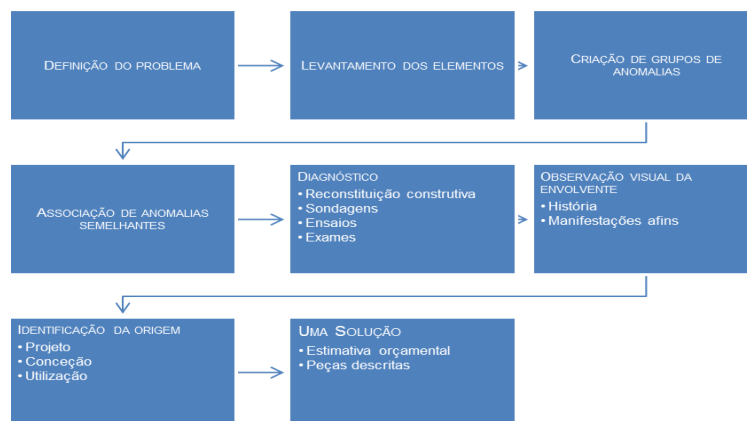 DEFINIÇÃO DO PROBLEMA
LEVANTAMENTO DOS ELEMENTOS
CRIAÇÃO DE GRUPOS DE
ANOMALIAS
ASSOCIAÇÃO DE ANOMALIAS
SEMELHANTES
DIAGNÓSTICO
• Reconstituição construtiva
• Sondagens
• Ensaios
• Exames
OBSERVAÇÃO VISUAL DA
ENVOLVENTE
• História
• Manifestações afins
IDENTIFICAÇÃO DA ORIGEM
• Projeto
• Conceção
• Utilização
UMA SOLUÇÃO
• Estimativa orçamental
• Peças descritas